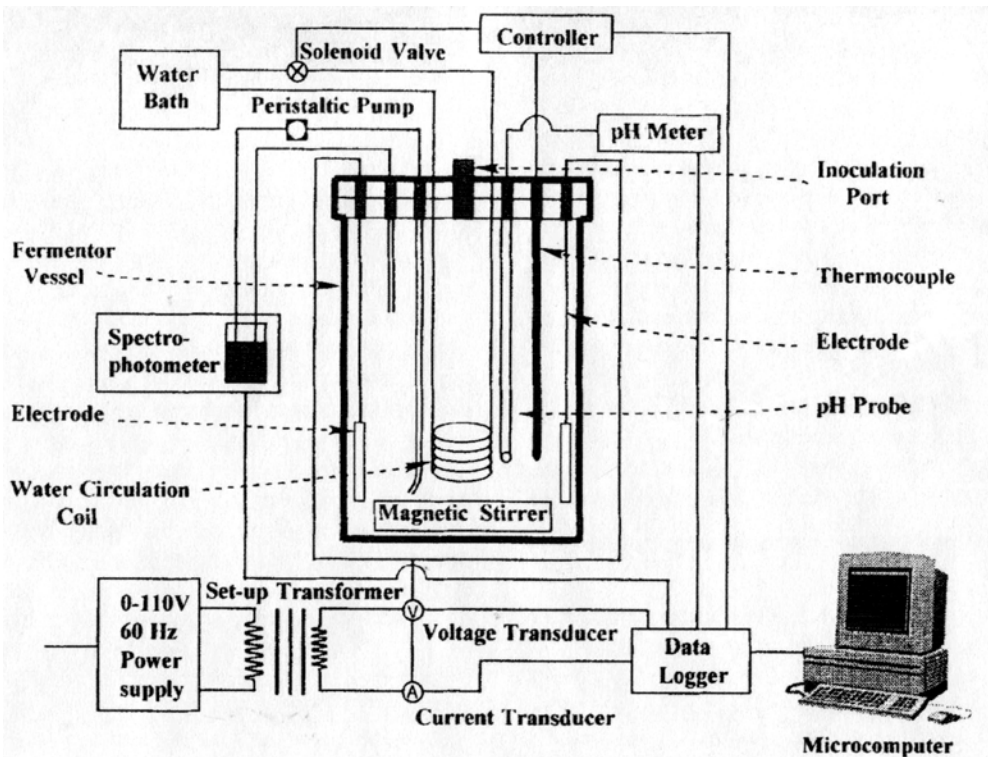 Controller
Solenoid Valve
Water
Bath
Peristaltic Pump
pH Meter
Inoculation
Port
Fermentor
Vessel
Thermocouple
Spectro-
photometer
Electrode
Electrode
pH Probe
Water Circulation
Coil
Magnetic Stirrer
0-110V
60 Hz
Power
supply
Set-up Transformer
V
Voltage Transducer
A
Current Transducer
Data
Logger
Microcomputer